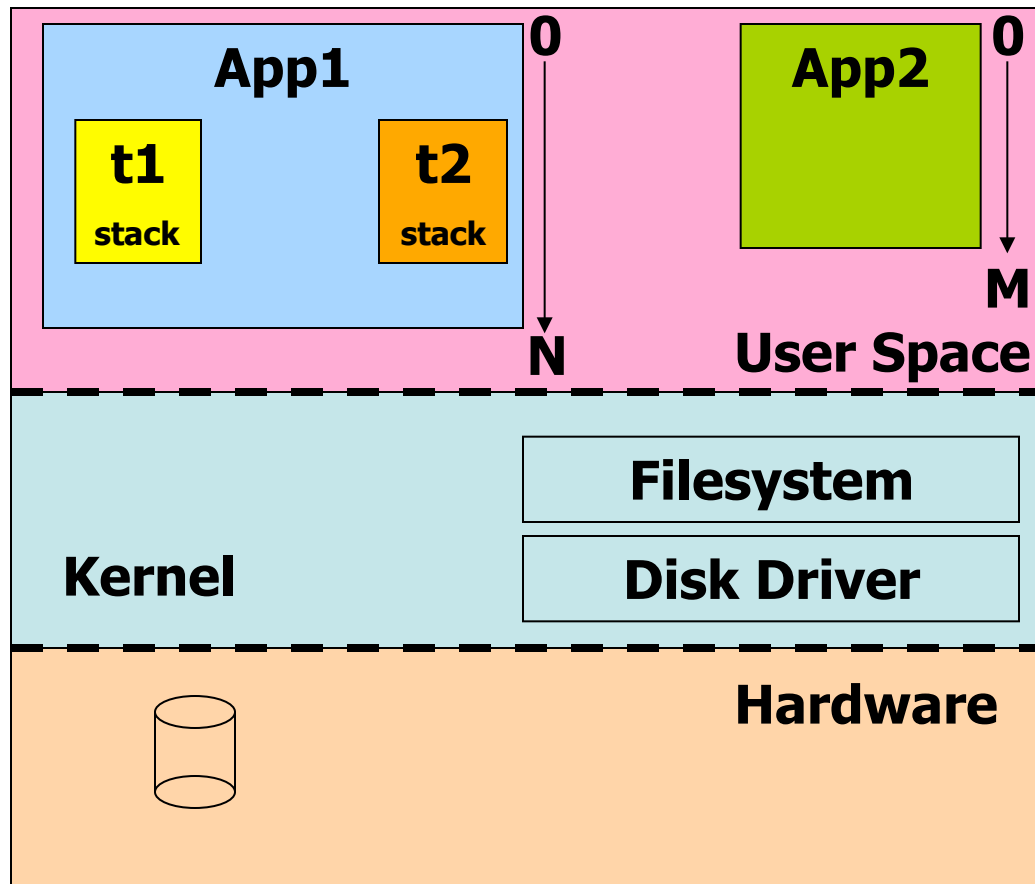 App1
0
App2
0
t1
stack
t2
stack
N
M
User Space
Filesystem
Kernel
Disk Driver
Hardware